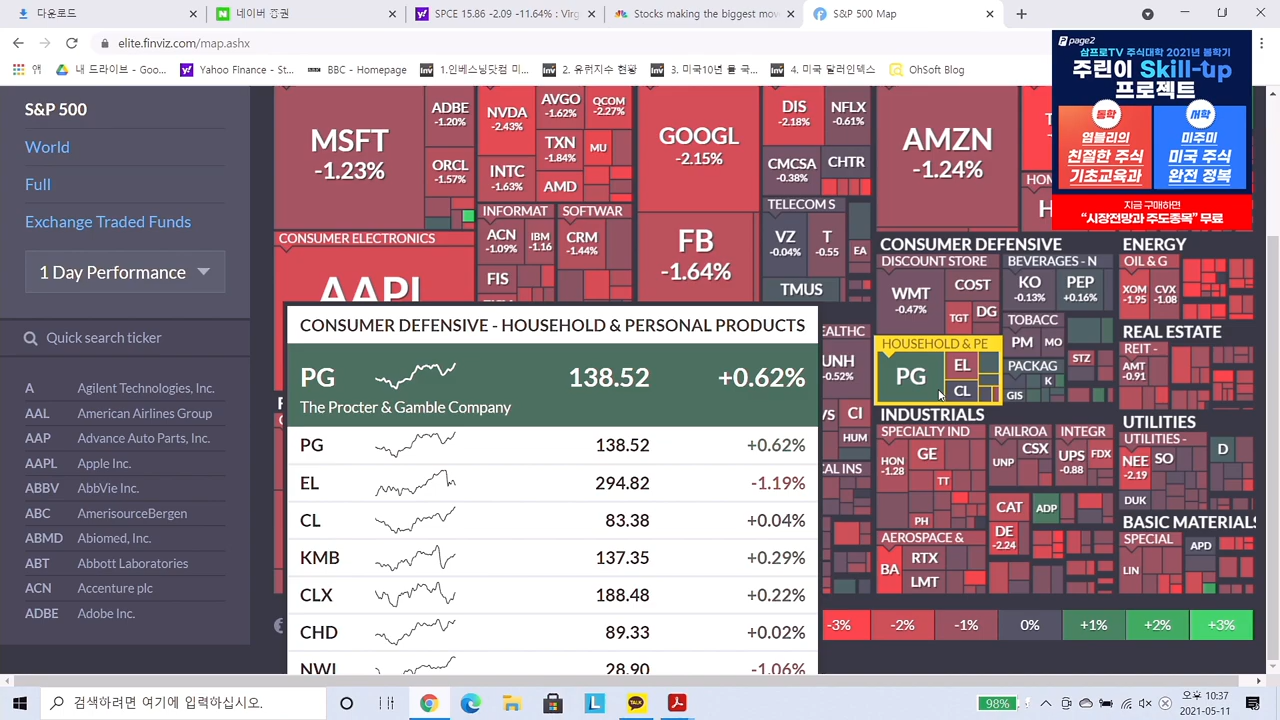 다운로드
네이버 증권
SPCE 15.86 -2.09 -11.64% : Virg
Stocks making the biggest mov
S&P 500 Map
elite.finviz.com/map.ashx
앱
내 드라이브 - Goo...
Yahoo Finance - St...
BBC - Homepage
1.인베스팅닷컴 미...
2. 유럽지수 현황
3. 미국10년 물 국...
4. 미국 달러인덱스
OhSoft Blog
page2
삼프로TV 주식대학 2021년 봄학기
주린이 Skill-up
프로젝트
동학
염블리의
친절한 주식
기초교육과
서학
미주미
미국 주식
완전 정복
지금 구매하면
“시장전망과 주도종목” 무료
S&P 500
World
Full
Exchange Traded Funds
1 Day Performance
Quick search ticker
A Agilent Technologies, Inc.
AAL American Airlines Group
AAP Advance Auto Parts, Inc.
AAPL Apple Inc.
ABBV AbbVie Inc.
ABC AmerisourceBergen
ABMD Abiomed, Inc.
ABT Abbott Laboratories
ACN Accenture plc
ADBE Adobe Inc.
MSFT
-1.23%
ADBE
-1.20%
ORCL
-1.57%
CONSUMER ELECTRONICS
AAPL
NVDA
-2.43%
AVGO
-1.62%
QCOM
-2.27%
TXN
-1.84%
MU
INTC
-1.63%
AMD
INFORMAT
ACN
-1.09%
IBM
-1.16
FIS
SOFTWAR
CRM
-1.44%
GOOGL
-2.15%
FB
-1.64%
DIS
-2.18%
NFLX
-0.61%
CMCSA
-0.38%
CHTR
TELECOM S
VZ
-0.04%
T
-0.55
EA
TMUS
AMZN
-1.24%
CONSUMER DEFENSIVE
DISCOUNT STORE
WMT
-0.47%
COST
TGT
DG
BEVERAGES - N
KO
-0.13%
PEP
+0.16%
TOBACC
PM
MO
HOUSEHOLD & PE
PG
EL
CL
PACKAG
K
GIS
STZ
ENERGY
OIL & G
XOM
-1.95
CVX
-1.08
REAL ESTATE
REIT -
AMT
-0.91
UTILITIES
UTILITIES -
NEE
-2.19
SO
D
DUK
BASIC MATERIALS
SPECIAL
LIN
APD
INDUSTRIALS
SPECIALTY IND
HON
-1.28
GE
TT
PH
RAILROA
UNP
CSX
INTEGR
UPS
-0.88
FDX
CAT
ADP
DE
-2.24
AEROSPACE &
BA
RTX
LMT
UNH
-0.52%
CI
HUM
CONSUMER DEFENSIVE - HOUSEHOLD & PERSONAL PRODUCTS
PG 138.52 +0.62%
The Procter & Gamble Company
PG 138.52 +0.62%
EL 294.82 -1.19%
CL 83.38 +0.04%
KMB 137.35 +0.29%
CLX 188.48 +0.22%
CHD 89.33 +0.02%
NWL 28.90 -1.06%
-3% -2% -1% 0% +1% +2% +3%
검색하려면 여기에 입력하십시오.
TALK
98%
오후 10:37
2021-05-11